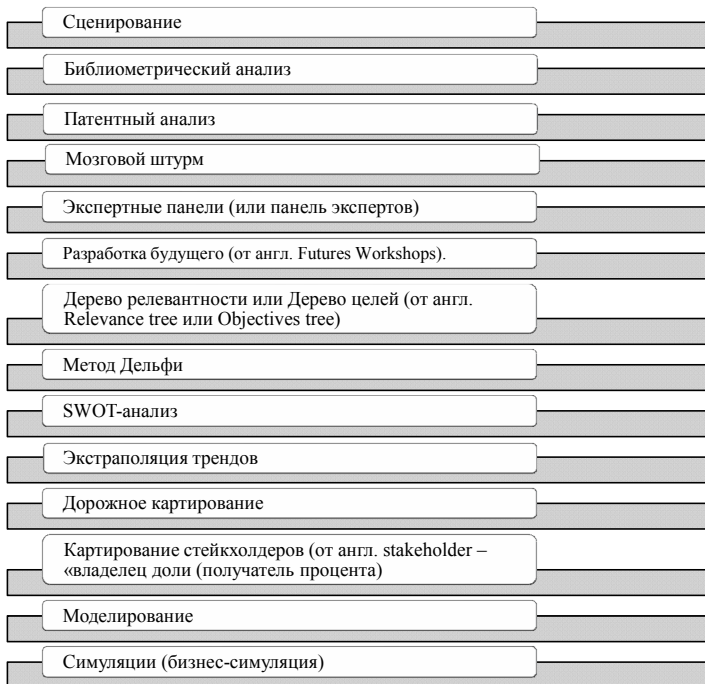 Сценирование
Библиометрический анализ
Патентный анализ
Мозговой штурм
Экспертные панели (или панель экспертов)
Разработка будущего (от англ. Futures Workshops).
Дерево релевантности или Дерево целей (от англ.
Relevance tree или Objectives tree)
Метод Дельфи
SWOT-анализ
Экстраполяция трендов
Дорожное картирование
Картирование стейкхолдеров (от англ. stakeholder –
«владелец доли (получатель процента)
Моделирование
Симуляции (бизнес-симуляция)